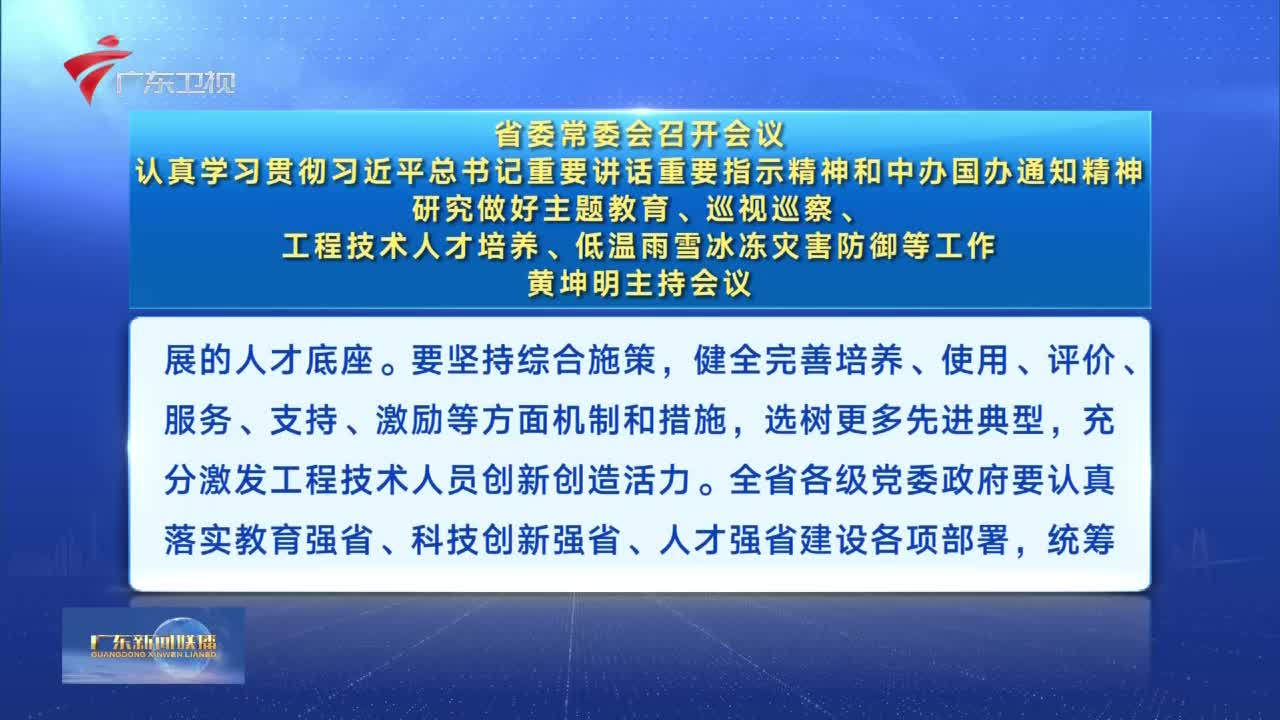 广东卫视
省委常委会召开会议
认真学习贯彻习近平总书记重要讲话重要指示精神和中办国办通知精神
研究做好主题教育、巡视巡察、
工程技术人才培养、低温雨雪冰冻灾害防御等工作
黄坤明主持会议
展的人才底座。要坚持综合施策，健全完善培养、使用、评价、
服务、支持、激励等方面机制和措施，选树更多先进典型，充
分激发工程技术人员创新创造活力。全省各级党委政府要认真
落实教育强省、科技创新强省、人才强省建设各项部署，统筹
广东新闻联播
GUANGDONG XINWEN LIANBO